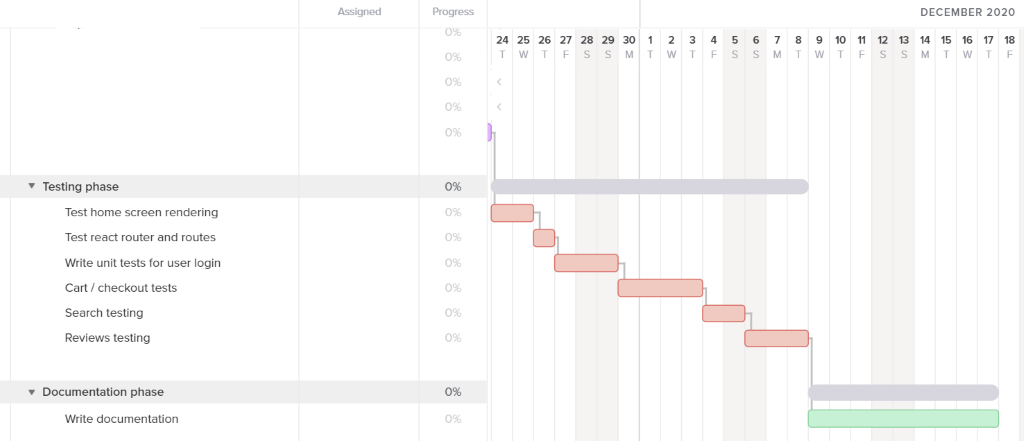 Assigned Progress DECEMBER 2020
0% 24 25 26 27 28 29 30 1 2 3 4 5 6 7 8 9 10 11 12 13 14 15 16 17 18
0% T W T F S S M T W T F S S M T W T F S S M T W T F
0%
0%
0%
Testing phase 0%
Test home screen rendering 0%
Test react router and routes 0%
Write unit tests for user login 0%
Cart / checkout tests 0%
Search testing 0%
Reviews testing 0%
Documentation phase 0%
Write documentation 0%